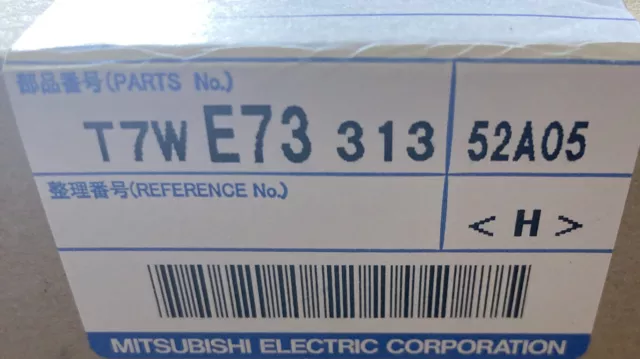 部品番号(PARTS No.)
T7W E73 313 52A05
整理番号(REFERENCE No.)
< H >
MITSUBISHI ELECTRIC CORPORATION